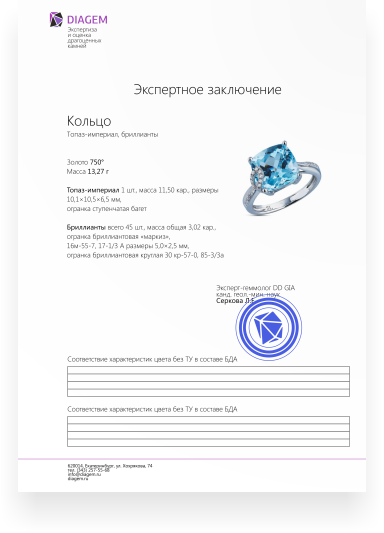 DIAGEM
Экспертиза
и оценка
драгоценных
камней
Экспертное заключение
Кольцо
Топаз-империал, бриллианты
Золото 750°
Масса 13,27 г
Топаз-империал 1 шт., масса 11,50 кар., размеры
10,1×10,5×6,5 мм,
огранка ступенчатая багет
Бриллианты всего 45 шт., масса общая 3,02 кар.,
огранка бриллиантовая «маркиз»,
16м-55-7, 17-1/3 А размеры 5,0×2,5 мм,
огранка бриллиантовая круглая 30 кр-57-0, 85-3/3а
Эксперт-геммолог DD GIA
канд. геол.-мин. наук
Серкова Л.Е.
Соответствие характеристик цвета без ТУ в составе БДА
Соответствие характеристик цвета без ТУ в составе БДА
620014, Екатеринбург, ул. Хохрякова, 74
тел. (343) 257-55-88
info@diagem.ru
diagem.ru